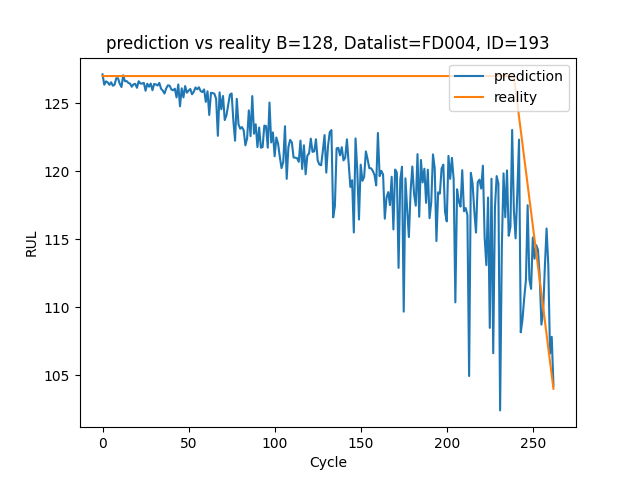 prediction vs reality B=128, Datalist=FD004, ID=193
prediction
reality
RUL
125
120
115
110
105
0 50 100 150 200 250
Cycle